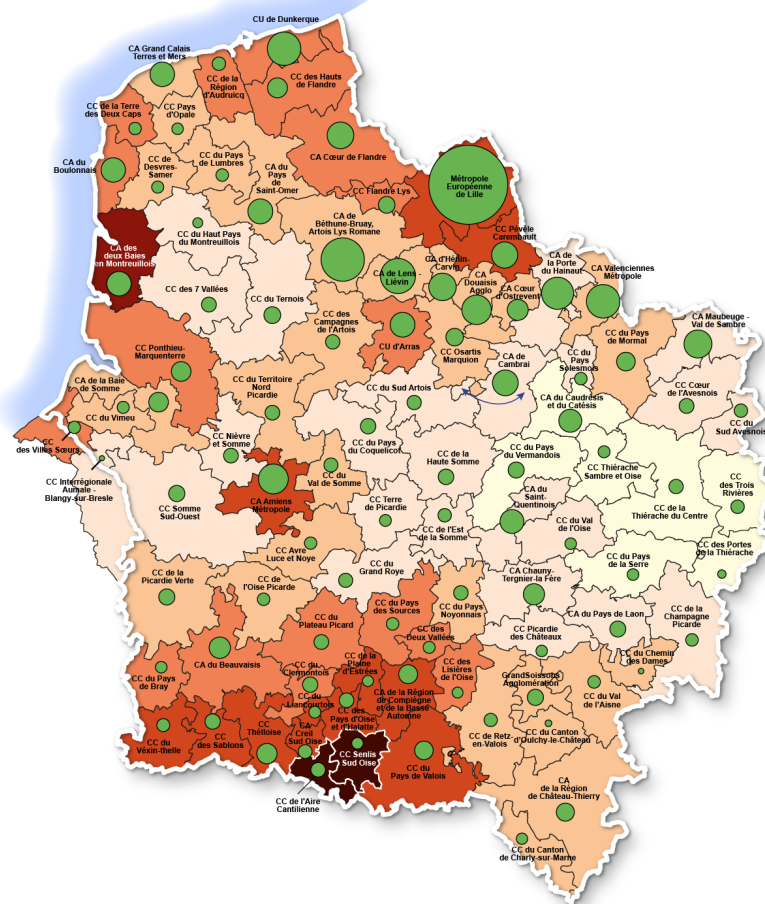 CU de Dunkerque
CA Grand Calais
Terres et Mers
CC de la
Région
d'Audruicq
CC des Hauts
de Flandre
CC de la Terre
des Deux Caps
CC Pays
d'Opale
CA du
Boulonnais
CC de
Desvres-
Samer
CC du Pays
de Lumbres
CA du
Pays
de
Saint-Omer
CA Cœur de Flandre
CC Flandre Lys
Métropole
Européenne
de Lille
CC Pévèle
Carembault
CA des
deux Baies
en Montreuillois
CC du Haut Pays
du Montreuillois
CA de
Béthune-Bruay,
Artois Lys Romane
CA de Lens -
Liévin
CA d'Hénin-
Carvin
CA
Douaisis
Agglo
CA Cœur
d'Ostrevent
CA de
la Porte
du Hainaut
CA Valenciennes
Métropole
CC des 7 Vallées
CC du Ternois
CC des
Campagnes
de l'Artois
CU d'Arras
CC Osartis
Marquion
CA de
Cambrai
CC du
Pays
Solesmois
CC du Pays
de Mormal
CA Maubeuge -
Val de Sambre
CC Ponthieu-
Marquenterre
CA de la Baie
de Somme
CC du Vimeu
CC du Territoire
Nord
Picardie
CC du Sud Artois
CA du Caudrésis
et du Catésis
CC Cœur
de l'Avesnois
CC du
Sud Avesnois
CC
des Villes Sœurs
CC Nièvre
et Somme
CC du Pays
du Coquelicot
CC de la
Haute Somme
CC du Pays
du Vermandois
CC Thiérache
Sambre et Oise
CC
des Trois
Rivières
CC Interrégionale
Aumale -
Blangy-sur-Bresle
CC Somme
Sud-Ouest
CA Amiens
Métropole
CC du
Val de Somme
CC Terre
de Picardie
CC de l'Est
de la Somme
CA du
Saint-
Quentinois
CC du Val
de l'Oise
CC de la
Thiérache du Centre
CC des Portes
de la Thiérache
CC Avre
Luce et Noye
CC du
Grand Roye
CC du Pays
de la Serre
CC de la
Picardie Verte
CC de
l'Oise Picarde
CA Chauny-
Tergnier-la Fère
CC du
Plateau Picard
CC du Pays
des Sources
CC du Pays
Noyonnais
CA du Pays de Laon
CC de la
Champagne
Picarde
CC des
Deux Vallées
CC Picardie
des Châteaux
CC du Pays
de Bray
CA du Beauvaisis
CC du
Clermontois
CC de la
Plaine
d'Estrées
CC des
Lisières
de l'Oise
GrandSoissons
Agglomération
CC du Chemin
des Dames
CC du Val
de l'Aisne
CC du
Liancourtois
CA de la Région
de Compiègne
et de la Basse
Automne
CC du
Vexin-thelle
CC
des Sablons
CC
Thelloise
CA
Creil
Sud Oise
CC des
Pays d'Oise
et d'Halatte
CC de Retz-
en-Valois
CC du Canton
d'Oulchy-le-Château
CC Senlis
Sud Oise
CC du
Pays de Valois
CC de l'Aire
Cantilienne
CA
de la Région
de Château-Thierry
CC du Canton
de Charly-sur-Marne